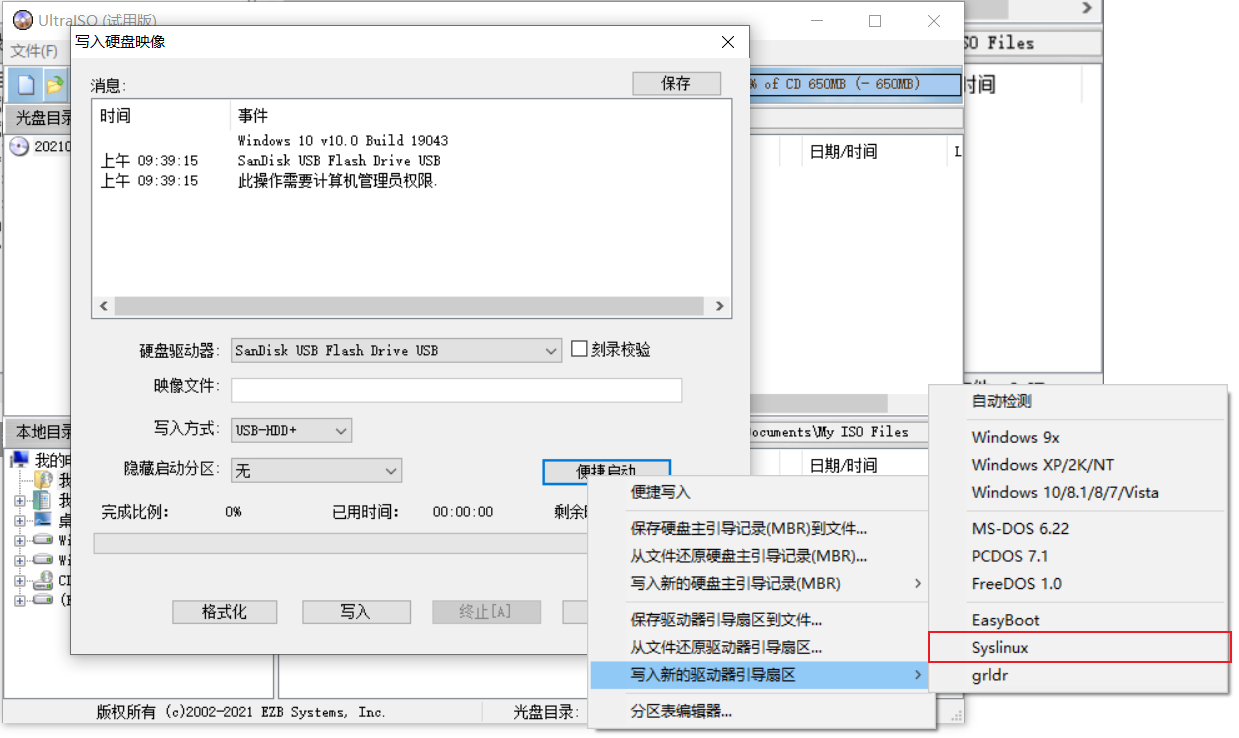 UltraISO (试用版)
文件(F)
写入硬盘映像
ISO Files
消息:
保存
% of CD 650MB (- 650MB)
时间
光盘目录
时间
事件
Windows 10 v10.0 Build 19043
上午 09:39:15
SanDisk USB Flash Drive USB
上午 09:39:15
此操作需要计算机管理员权限.
20210
日期/时间
L
硬盘驱动器:
SanDisk USB Flash Drive USB
刻录校验
映像文件:
写入方式:
USB-HDD+
隐藏启动分区:
无
便捷启动
完成比例:
0%
已用时间:
00:00:00
格式化
写入
终止[A]
本地目录
ocuments\My ISO Files
日期/时间
我的
我
我
桌
Wi
Wi
CD
便捷写入
保存硬盘主引导记录(MBR)到文件...
从文件还原硬盘主引导记录(MBR)...
写入新的硬盘主引导记录(MBR)
保存驱动器引导扇区到文件...
从文件还原驱动器引导扇区...
写入新的驱动器引导扇区
分区表编辑器...
自动检测
Windows 9x
Windows XP/2K/NT
Windows 10/8.1/8/7/Vista
MS-DOS 6.22
PCDOS 7.1
FreeDOS 1.0
EasyBoot
Syslinux
grldr
版权所有 (c)2002-2021 EZB Systems, Inc.
光盘目录: